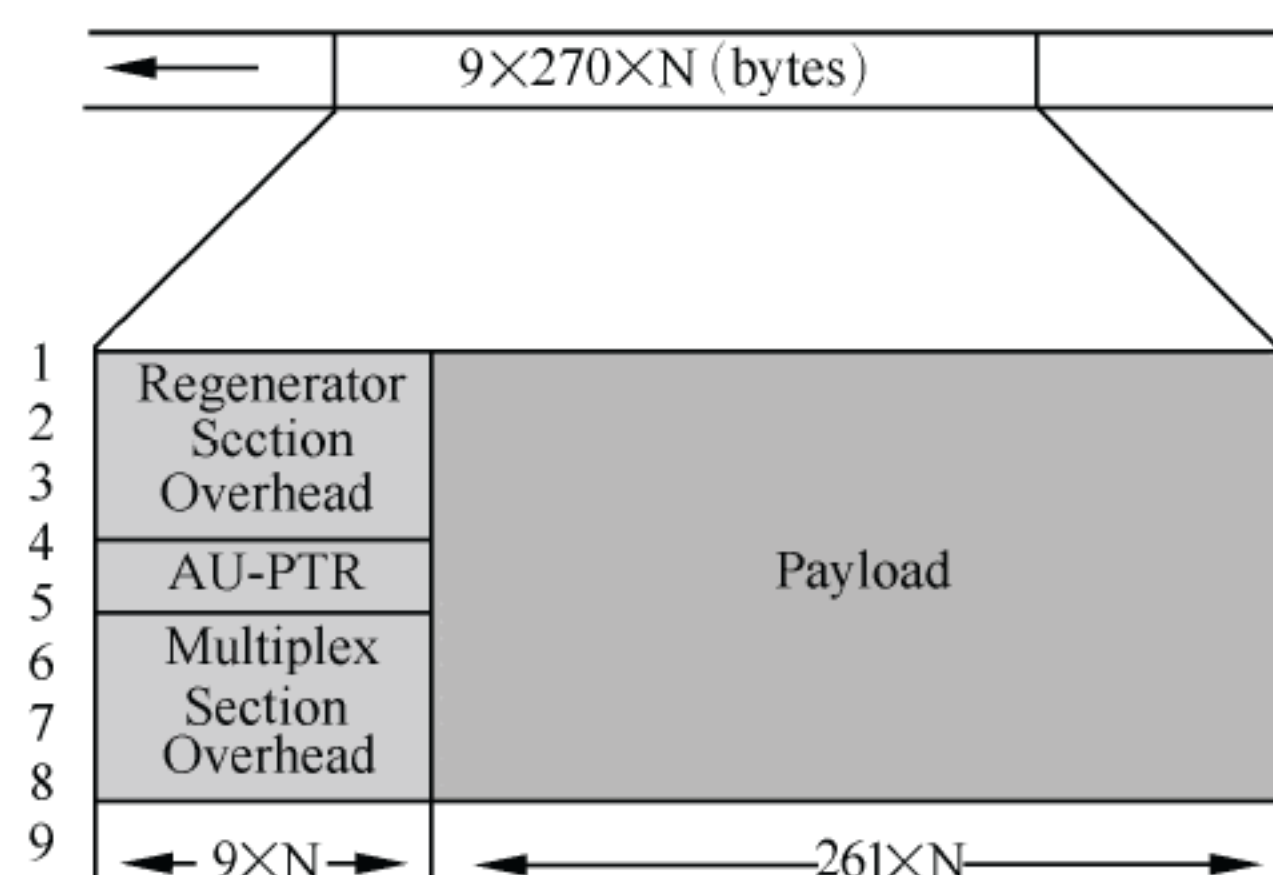 9×270×N (bytes)
1
Regenerator
2
Scction
3
Overhead
4
AU-PTR
5
Payload
6
Multiplex
7
Section
Overhead
8
9
9×N
261×N